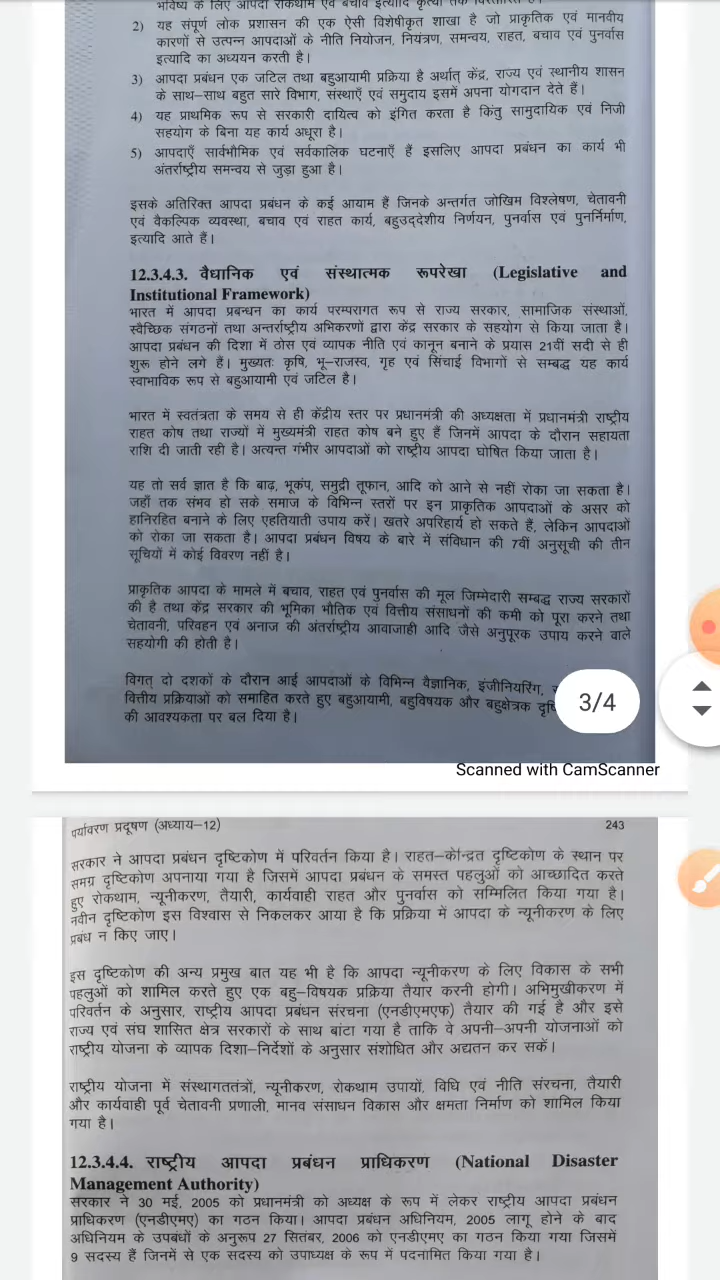 भविष्य के लिए आपदा रोकथाम एवं बचाव इत्यादि कृत्यों तक विस्तारित है।
2) यह संपूर्ण लोक प्रशासन की एक ऐसी विशेषीकृत शाखा है जो प्राकृतिक एवं मानवीय
कारणों से उत्पन्न आपदाओं के नीति नियोजन, नियंत्रण, समन्वय, राहत, बचाव एवं पुनर्वास
इत्यादि का अध्ययन करती है।
3) आपदा प्रबंधन एक जटिल तथा बहुआयामी प्रक्रिया है अर्थात् केंद्र, राज्य एवं स्थानीय शासन
के साथ–साथ बहुत सारे विभाग, संस्थाएँ एवं समुदाय इसमें अपना योगदान देते हैं।
4) यह प्राथमिक रूप से सरकारी दायित्व को इंगित करता है किंतु सामुदायिक एवं निजी
सहयोग के बिना यह कार्य अधूरा है।
5) आपदाएँ सार्वभौमिक एवं सर्वकालिक घटनाएँ हैं इसलिए आपदा प्रबंधन का कार्य भी
अंतर्राष्ट्रीय समन्वय से जुड़ा हुआ है।
इसके अतिरिक्त आपदा प्रबंधन के कई आयाम हैं जिनके अन्तर्गत जोखिम विश्लेषण, चेतावनी
एवं वैकल्पिक व्यवस्था, बचाव एवं राहत कार्य, बहुउद्देशीय निर्णयन, पुनर्वास एवं पुनर्निर्माण,
इत्यादि आते हैं।
12.3.4.3. वैधानिक एवं संस्थात्मक रूपरेखा (Legislative and
Institutional Framework)
भारत में आपदा प्रबन्धन का कार्य परम्परागत रूप से राज्य सरकार, सामाजिक संस्थाओं,
स्वैच्छिक संगठनों तथा अन्तर्राष्ट्रीय अभिकरणों द्वारा केंद्र सरकार के सहयोग से किया जाता है।
आपदा प्रबंधन की दिशा में ठोस एवं व्यापक नीति एवं कानून बनाने के प्रयास 21वीं सदी से ही
शुरू होने लगे हैं। मुख्यतः कृषि, भू–राजस्व, गृह एवं सिंचाई विभागों से सम्बद्ध यह कार्य
स्वाभाविक रूप से बहुआयामी एवं जटिल है।
भारत में स्वतंत्रता के समय से ही केंद्रीय स्तर पर प्रधानमंत्री की अध्यक्षता में प्रधानमंत्री राष्ट्रीय
राहत कोष तथा राज्यों में मुख्यमंत्री राहत कोष बने हुए हैं जिनमें आपदा के दौरान सहायता
राशि दी जाती रही है। अत्यन्त गंभीर आपदाओं को राष्ट्रीय आपदा घोषित किया जाता है।
यह तो सर्व ज्ञात है कि बाढ़, भूकंप, समुद्री तूफान, आदि को आने से नहीं रोका जा सकता है।
जहाँ तक संभव हो सके समाज के विभिन्न स्तरों पर इन प्राकृतिक आपदाओं के असर को
हानिरहित बनाने के लिए एहतियाती उपाय करें। खतरे अपरिहार्य हो सकते हैं, लेकिन आपदाओं
को रोका जा सकता है। आपदा प्रबंधन विषय के बारे में संविधान की 7वीं अनुसूची की तीन
सूचियों में कोई विवरण नहीं है।
प्राकृतिक आपदा के मामले में बचाव, राहत एवं पुनर्वास की मूल जिम्मेदारी सम्बद्ध राज्य सरकारों
की है तथा केंद्र सरकार की भूमिका भौतिक एवं वित्तीय संसाधनों की कमी को पूरा करने तथा
चेतावनी, परिवहन एवं अनाज की अंतर्राष्ट्रीय आवाजाही आदि जैसे अनुपूरक उपाय करने वाले
सहयोगी की होती है।
विगत् दो दशकों के दौरान आई आपदाओं के विभिन्न वैज्ञानिक, इंजीनियरिंग,
वित्तीय प्रक्रियाओं को समाहित करते हुए बहुआयामी, बहुविषयक और बहुक्षेत्रक
की आवश्यकता पर बल दिया है।
3/4
Scanned with CamScanner
पर्यावरण प्रदूषण (अध्याय–12) 243
सरकार ने आपदा प्रबंधन दृष्टिकोण में परिवर्तन किया है। राहत–केन्द्रित दृष्टिकोण के स्थान पर
समग्र दृष्टिकोण अपनाया गया है जिसमें आपदा प्रबंधन के समस्त पहलुओं को आच्छादित करते
हुए रोकथाम, न्यूनीकरण, तैयारी, कार्यवाही राहत और पुनर्वास को सम्मिलित किया गया है।
नवीन दृष्टिकोण इस विश्वास से निकलकर आया है कि प्रक्रिया में आपदा के न्यूनीकरण के लिए
प्रबंध न किए जाए।
इस दृष्टिकोण की अन्य प्रमुख बात यह भी है कि आपदा न्यूनीकरण के लिए विकास के सभी
पहलुओं को शामिल करते हुए एक बहु–विषयक प्रक्रिया तैयार करनी होगी। अभिमुखीकरण में
परिवर्तन के अनुसार, राष्ट्रीय आपदा प्रबंधन संरचना (एनडीएमएफ) तैयार की गई है और इसे
राज्य एवं संघ शासित क्षेत्र सरकारों के साथ बांटा गया है ताकि वे अपनी–अपनी योजनाओं को
राष्ट्रीय योजना के व्यापक दिशा–निर्देशों के अनुसार संशोधित और अद्यतन कर सकें।
राष्ट्रीय योजना में संस्थागततंत्रों, न्यूनीकरण, रोकथाम उपायों, विधि एवं नीति संरचना, तैयारी
और कार्यवाही पूर्व चेतावनी प्रणाली, मानव संसाधन विकास और क्षमता निर्माण को शामिल किया
गया है।
12.3.4.4. राष्ट्रीय आपदा प्रबंधन प्राधिकरण (National Disaster
Management Authority)
सरकार ने 30 मई, 2005 को प्रधानमंत्री को अध्यक्ष के रूप में लेकर राष्ट्रीय आपदा प्रबंधन
प्राधिकरण (एनडीएमए) का गठन किया। आपदा प्रबंधन अधिनियम, 2005 लागू होने के बाद
अधिनियम के उपबंधों के अनुरूप 27 सितंबर, 2006 को एनडीएमए का गठन किया गया जिसमें
9 सदस्य हैं जिनमें से एक सदस्य को उपाध्यक्ष के रूप में पदनामित किया गया है।